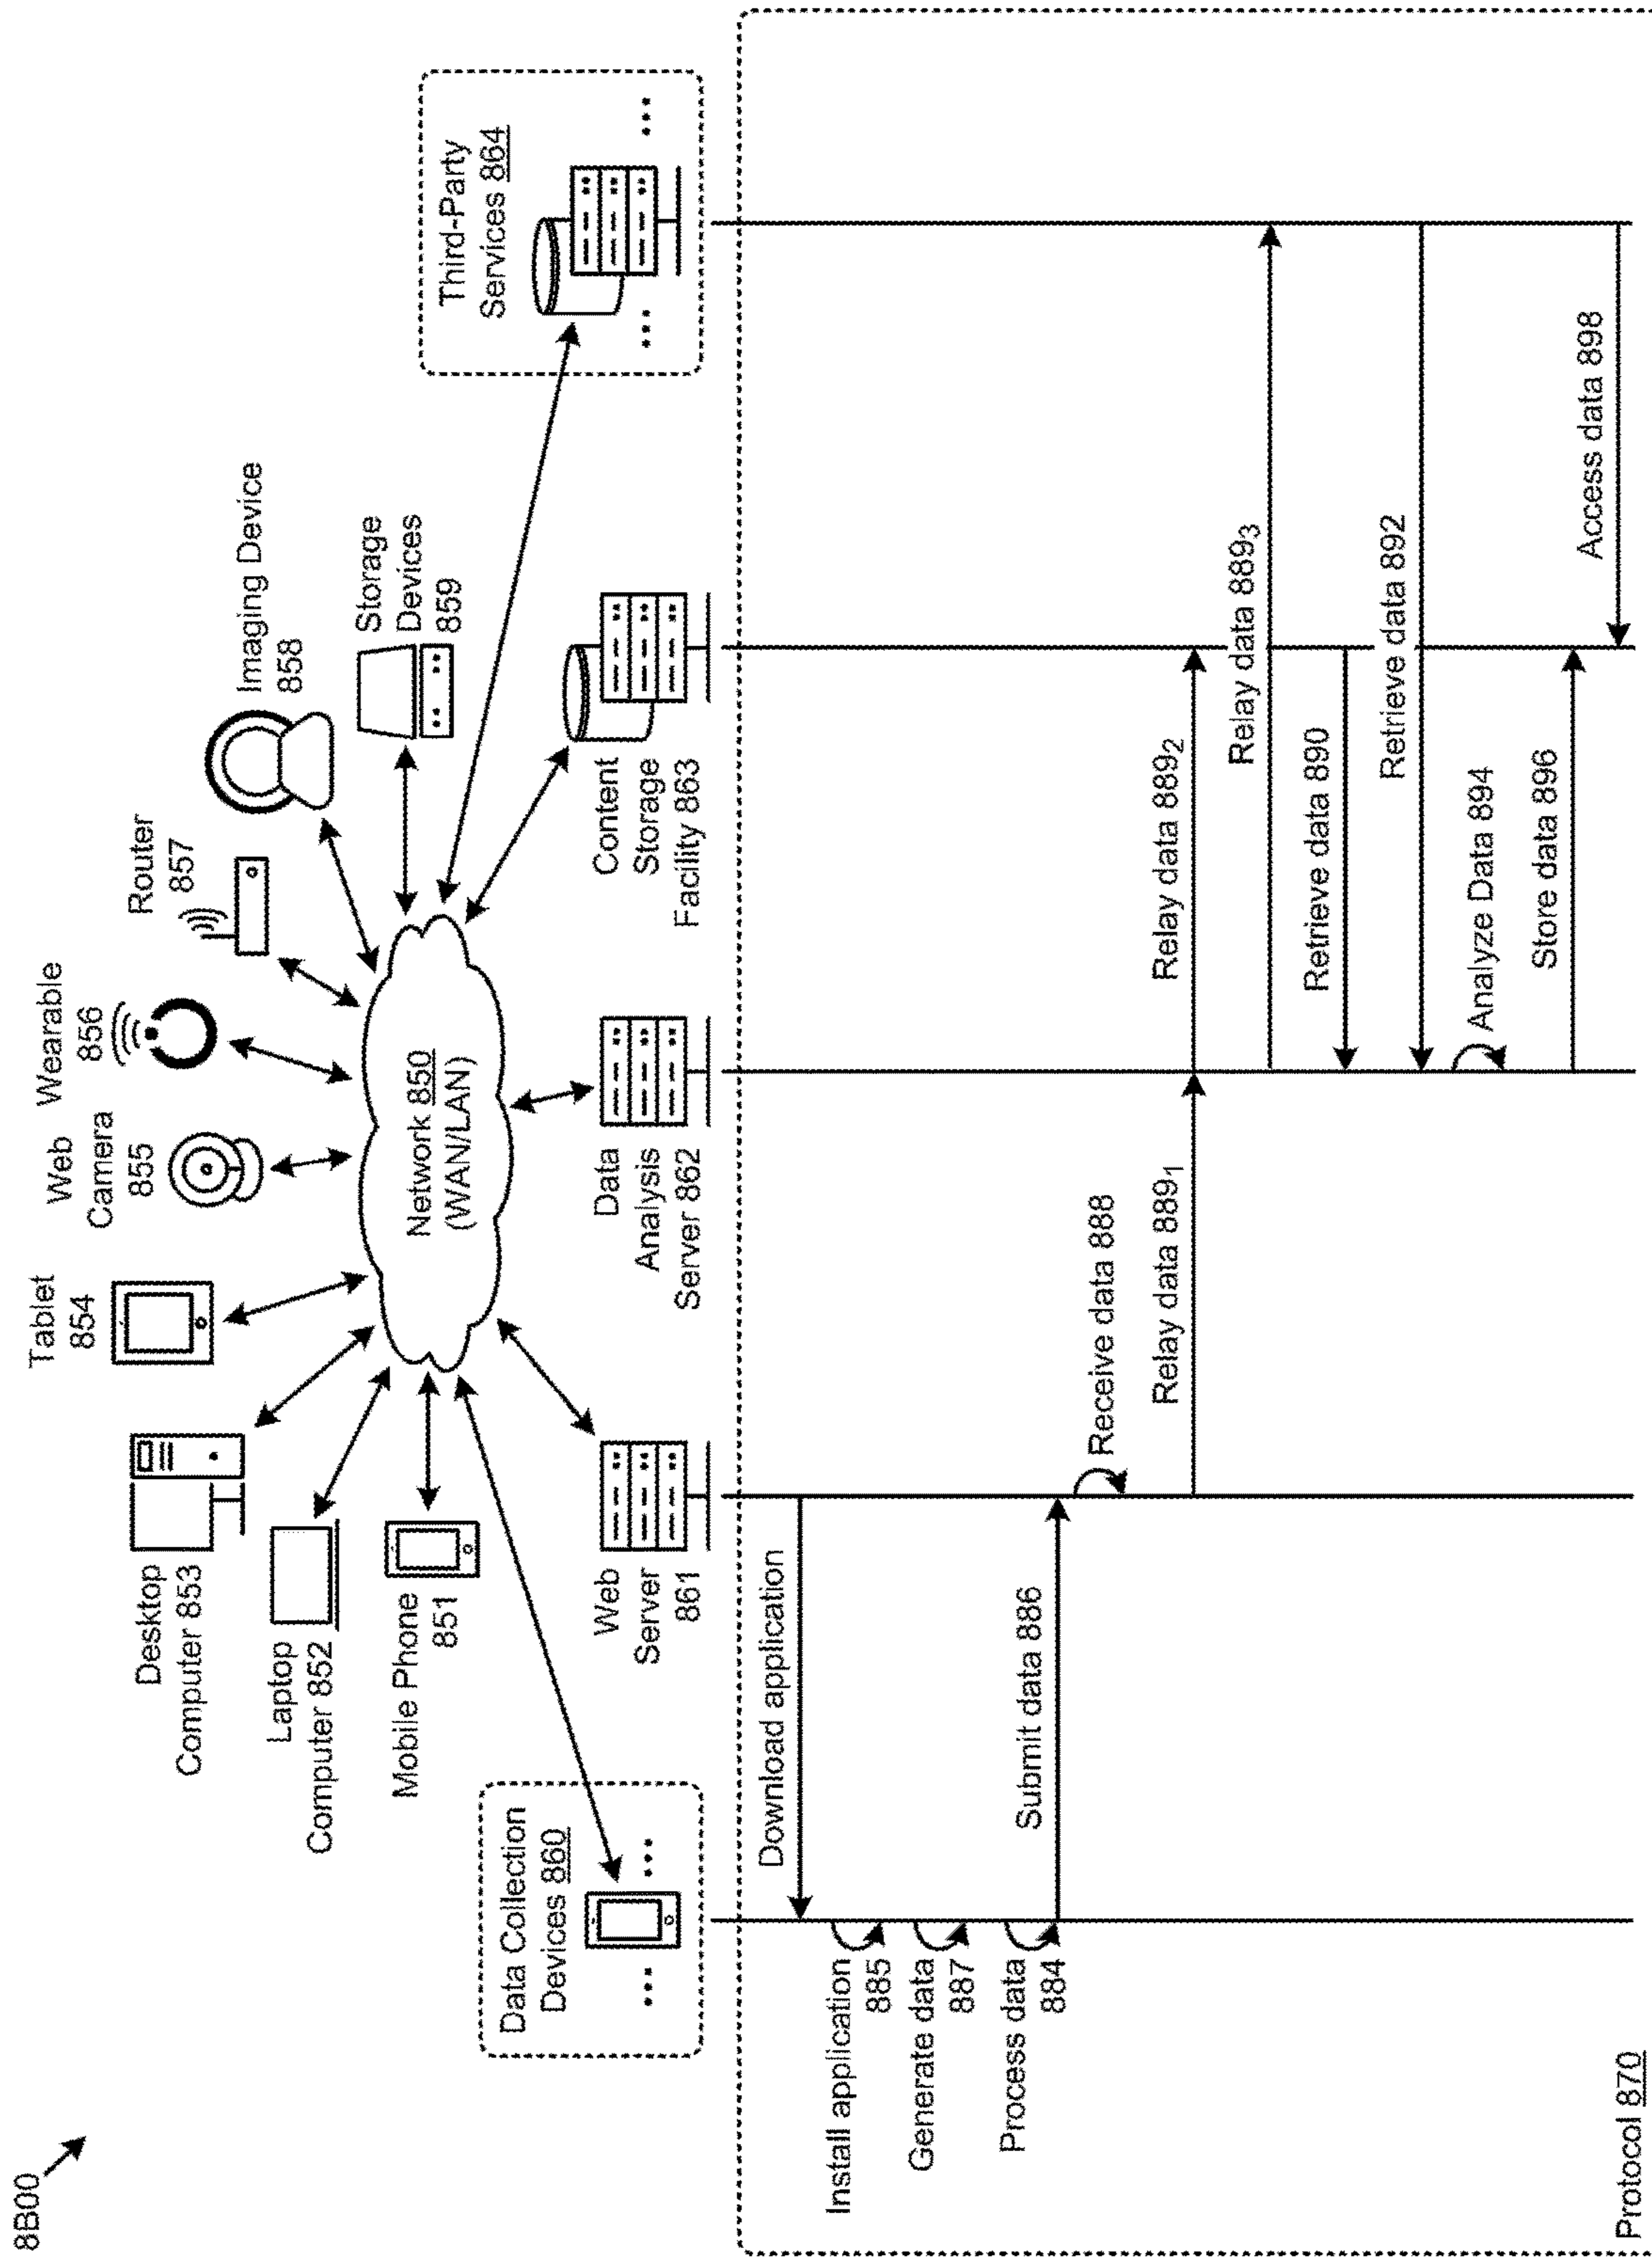 8B00
Desktop
Computer 853
Laptop
Computer 852
Mobile Phone
851
Tablet
854
Web
Camera
855
Wearable
856
Router
857
Imaging Device
858
Storage
Devices
859
Network 850
(WAN/LAN)
Data Collection
Devices 860
Web
Server
861
Data
Analysis
Server 862
Content
Storage
Facility 863
Third-Party
Services 864
Download application
Install application
885
Generate data
887
Process data
884
Submit data 886
Receive data 888
Relay data 889₁
Relay data 889₂
Relay data 889₃
Retrieve data 890
Retrieve data 892
Analyze Data 894
Store data 896
Access data 898
Protocol 870